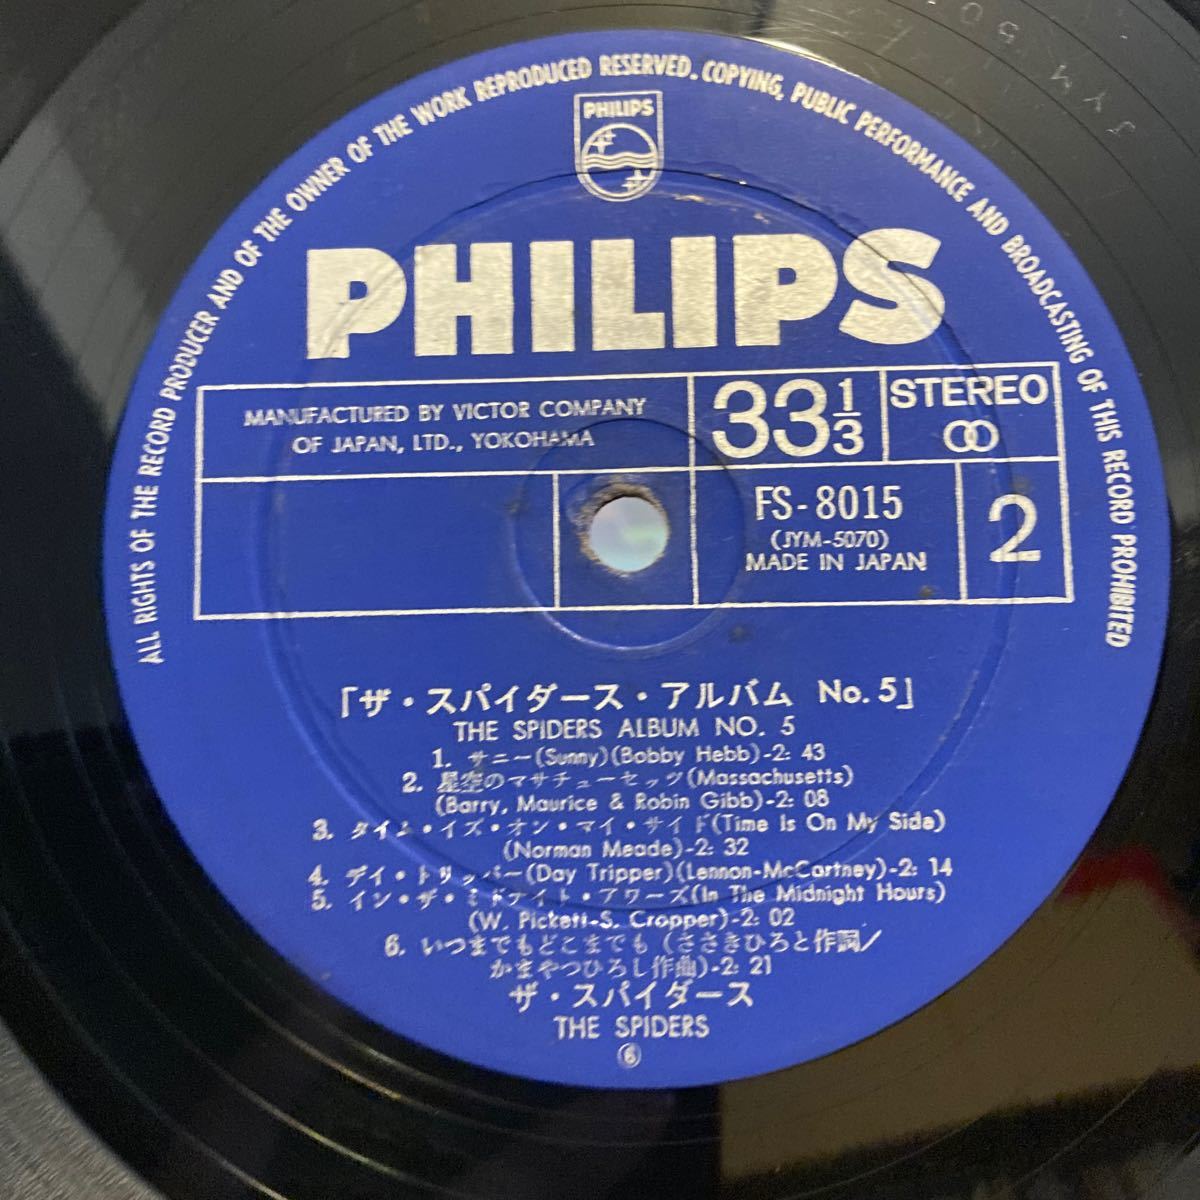 ALL RIGHTS OF THE RECORD PRODUCER AND OF THE OWNER OF THE WORK REPRODUCED RESERVED. COPYING, PUBLIC PERFORMANCE AND BROADCASTING OF THIS RECORD PROHIBITED
PHILIPS
PHILIPS
MANUFACTURED BY VICTOR COMPANY
OF JAPAN, LTD., YOKOHAMA
33 1/3
STEREO
FS-8015
(JYM-5070)
MADE IN JAPAN
2
「ザ・スパイダース・アルバム No.5」
THE SPIDERS ALBUM NO. 5
1. サニー(Sunny)(Bobby Hebb)-2: 43
2. 星空のマサチューセッツ(Massachusetts)
(Barry, Maurice & Robin Gibb)-2: 08
3. タイム・イズ・オン・マイ・サイド(Time Is On My Side)
(Norman Meade)-2: 32
4. デイ・トリッパー(Day Tripper)(Lennon-McCartney)-2: 14
5. イン・ザ・ミドナイト・アワーズ(In The Midnight Hours)
(W. Pickett-S. Cropper)-2: 02
6. いつまでもどこまでも(ささきひろと作詞/
かまやつひろし作曲)-2: 21
ザ・スパイダース
THE SPIDERS
JYM 50